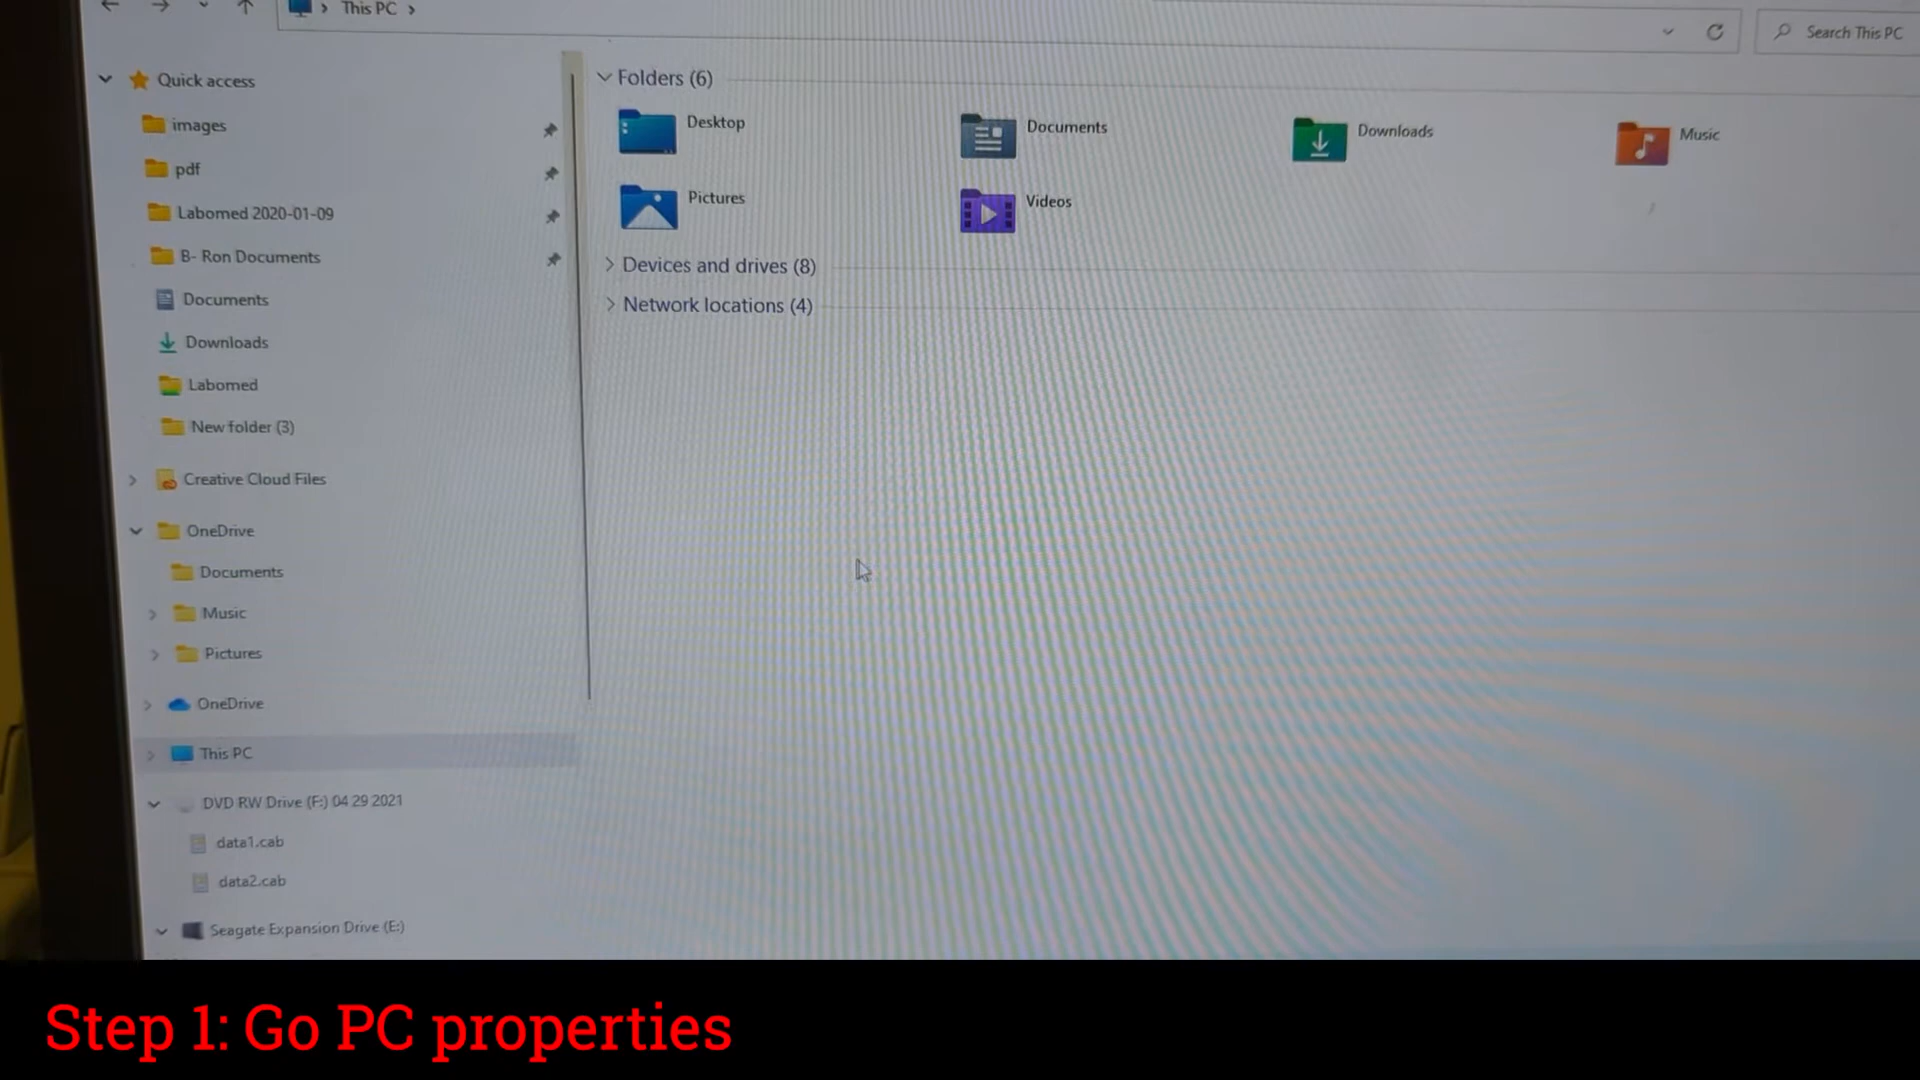 This PC
Search This PC
Quick access
images
pdf
Labomed 2020-01-09
B- Ron Documents
Documents
Downloads
Labomed
New folder (3)
Creative Cloud Files
OneDrive
Documents
Music
Pictures
OneDrive
This PC
DVD RW Drive (F:) 04 29 2021
data1.cab
data2.cab
Seagate Expansion Drive (E:)
Folders (6)
Desktop
Documents
Downloads
Music
Pictures
Videos
Devices and drives (8)
Network locations (4)
Step 1: Go PC properties